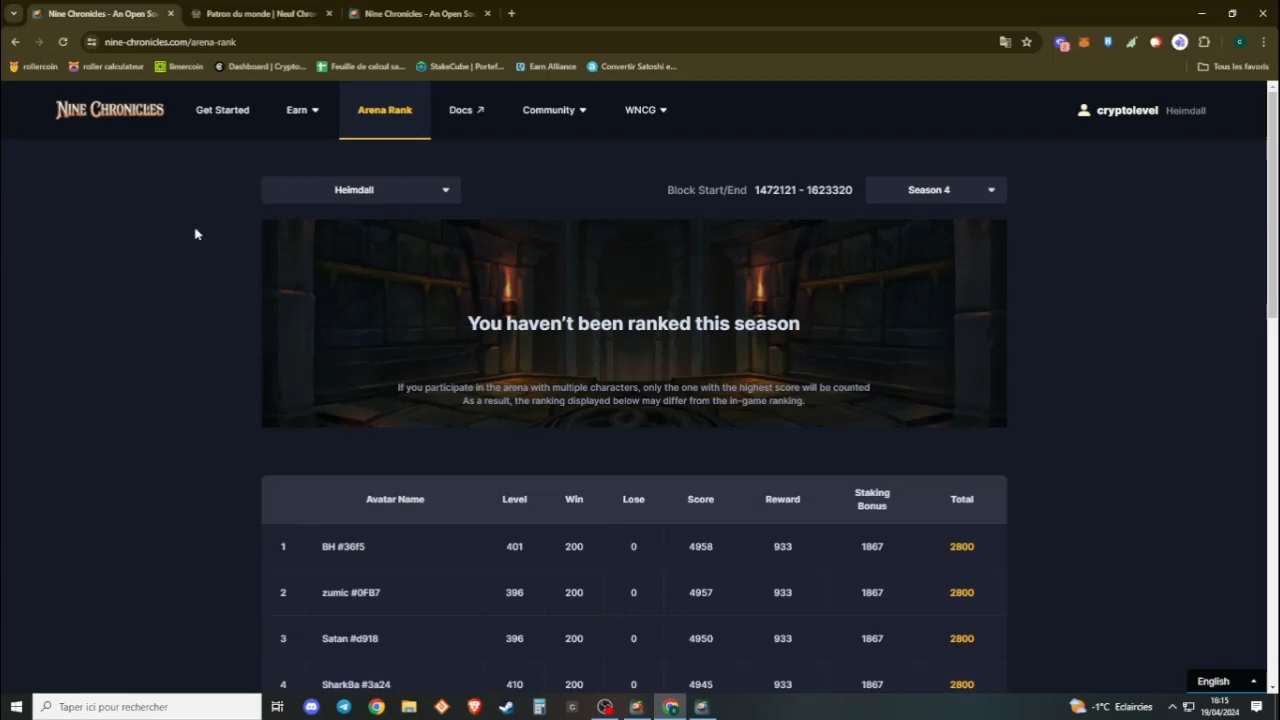 Nine Chronicles - An Open So
Patron du monde | Neuf Chron
Nine Chronicles - An Open So
nine-chronicles.com/arena-rank
rollercoin
roller calculateur
limercoin
Dashboard | Crypto...
Feuille de calcul sa...
StakeCube | Portef...
Earn Alliance
Convertir Satoshi e...
Tous les favoris
NINE CHRONICLES
Get Started
Earn
Arena Rank
Docs
Community
WNCG
cryptolevel Heimdall
Heimdall
Block Start/End 1472121 - 1623320
Season 4
You haven't been ranked this season
If you participate in the arena with multiple characters, only the one with the highest score will be counted
As a result, the ranking displayed below may differ from the in-game ranking.
Avatar Name Level Win Lose Score Reward Staking Bonus Total
1 BH #36f5 401 200 0 4958 933 1867 2800
2 zumic #0FB7 396 200 0 4957 933 1867 2800
3 Satan #d918 396 200 0 4950 933 1867 2800
4 SharkBa #3a24 410 200 0 4945 933 1867 2800
English
Taper ici pour rechercher
-1°C Eclaircies
16:15
19/04/2024